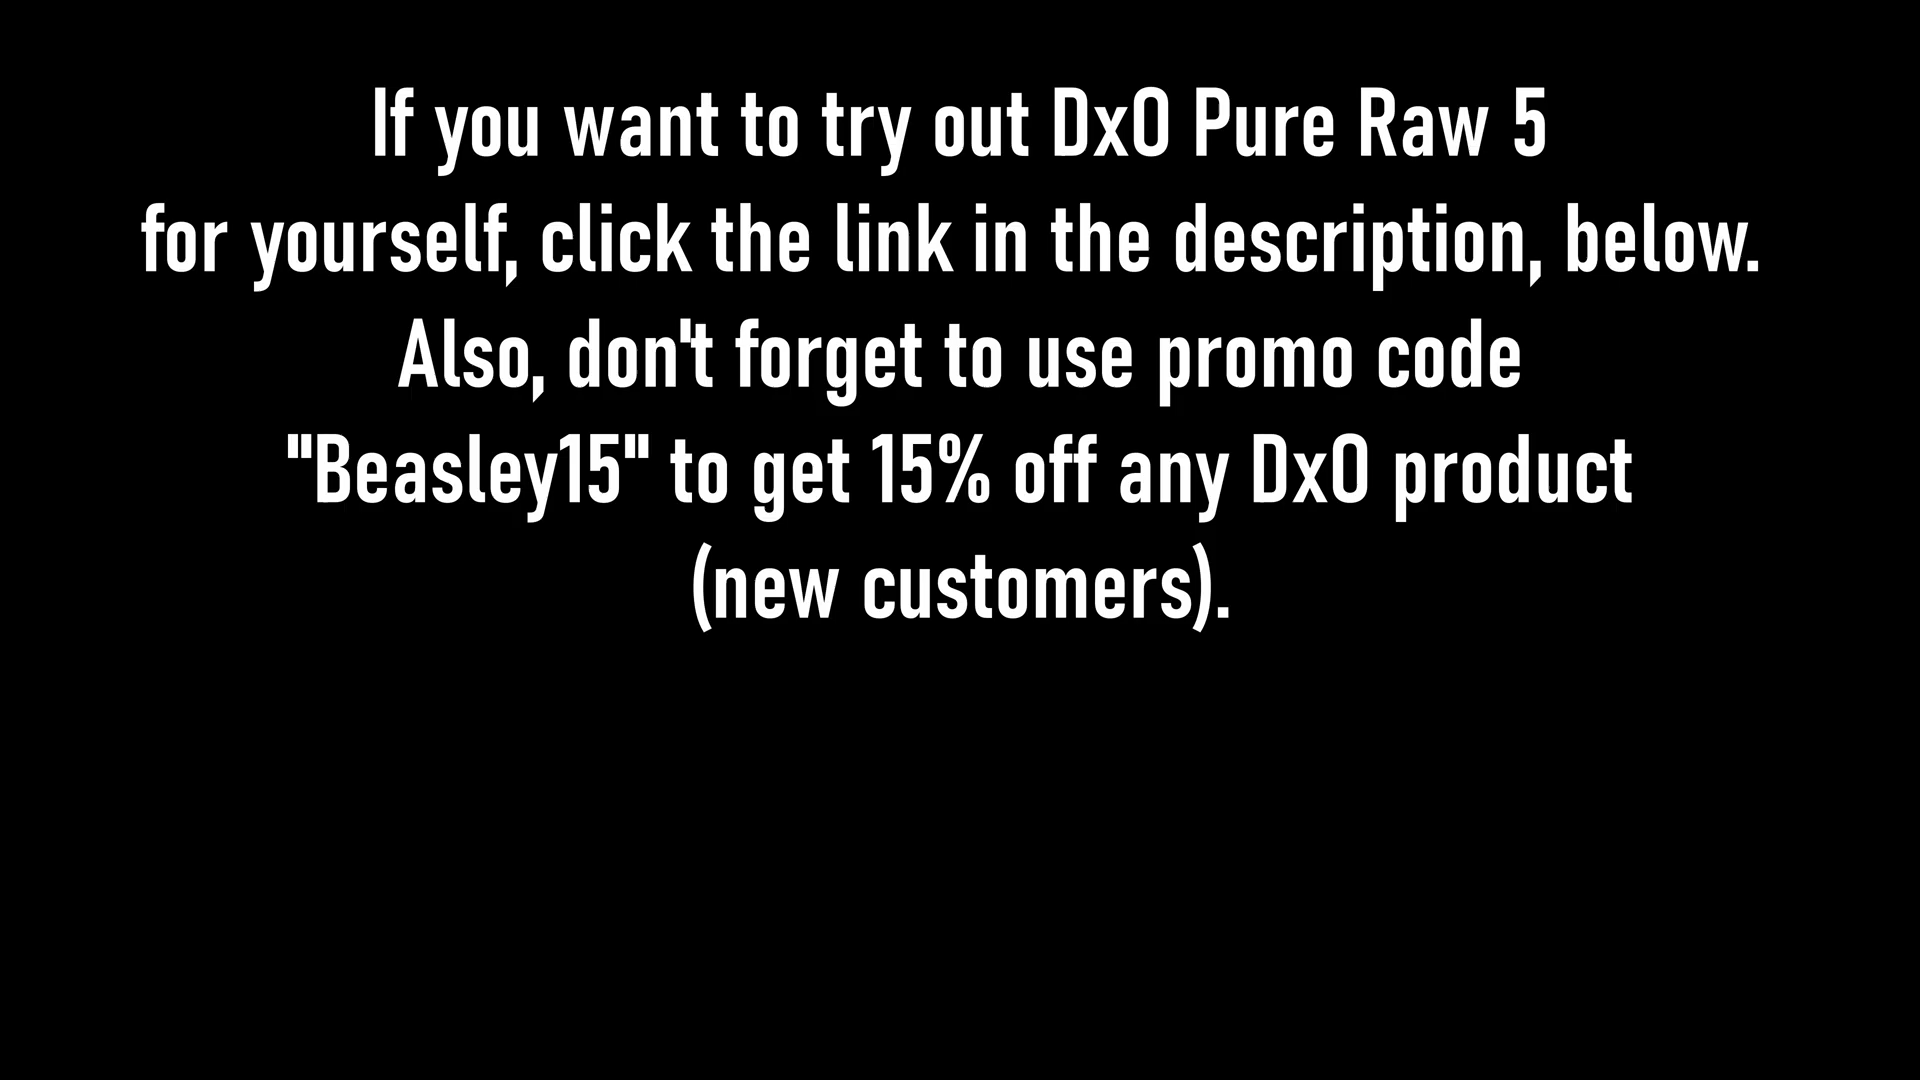 If you want to try out DxO Pure Raw 5
for yourself, click the link in the description, below.
Also, don't forget to use promo code
"Beasley15" to get 15% off any DxO product
(new customers).